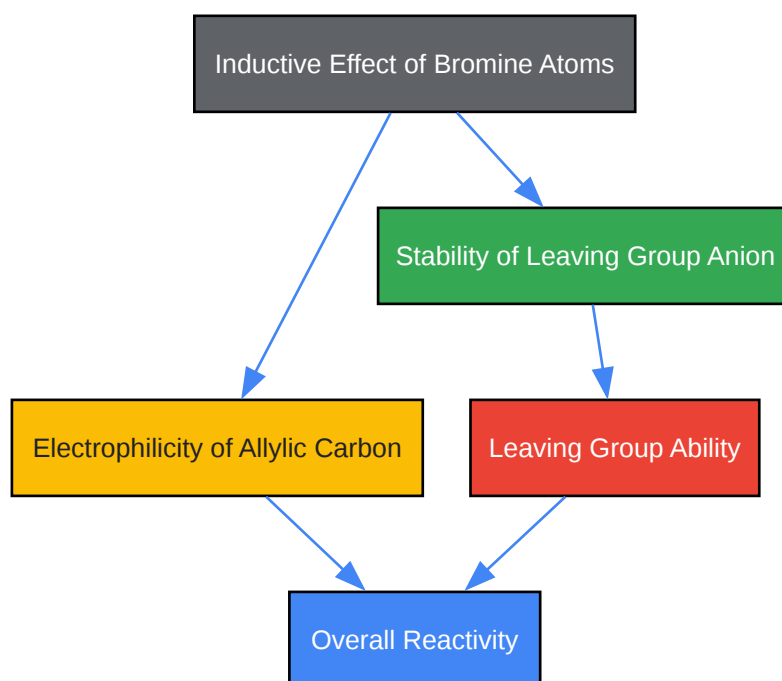 Inductive Effect of Bromine Atoms
Stability of Leaving Group Anion
Electrophilicity of Allylic Carbon
Leaving Group Ability
Overall Reactivity